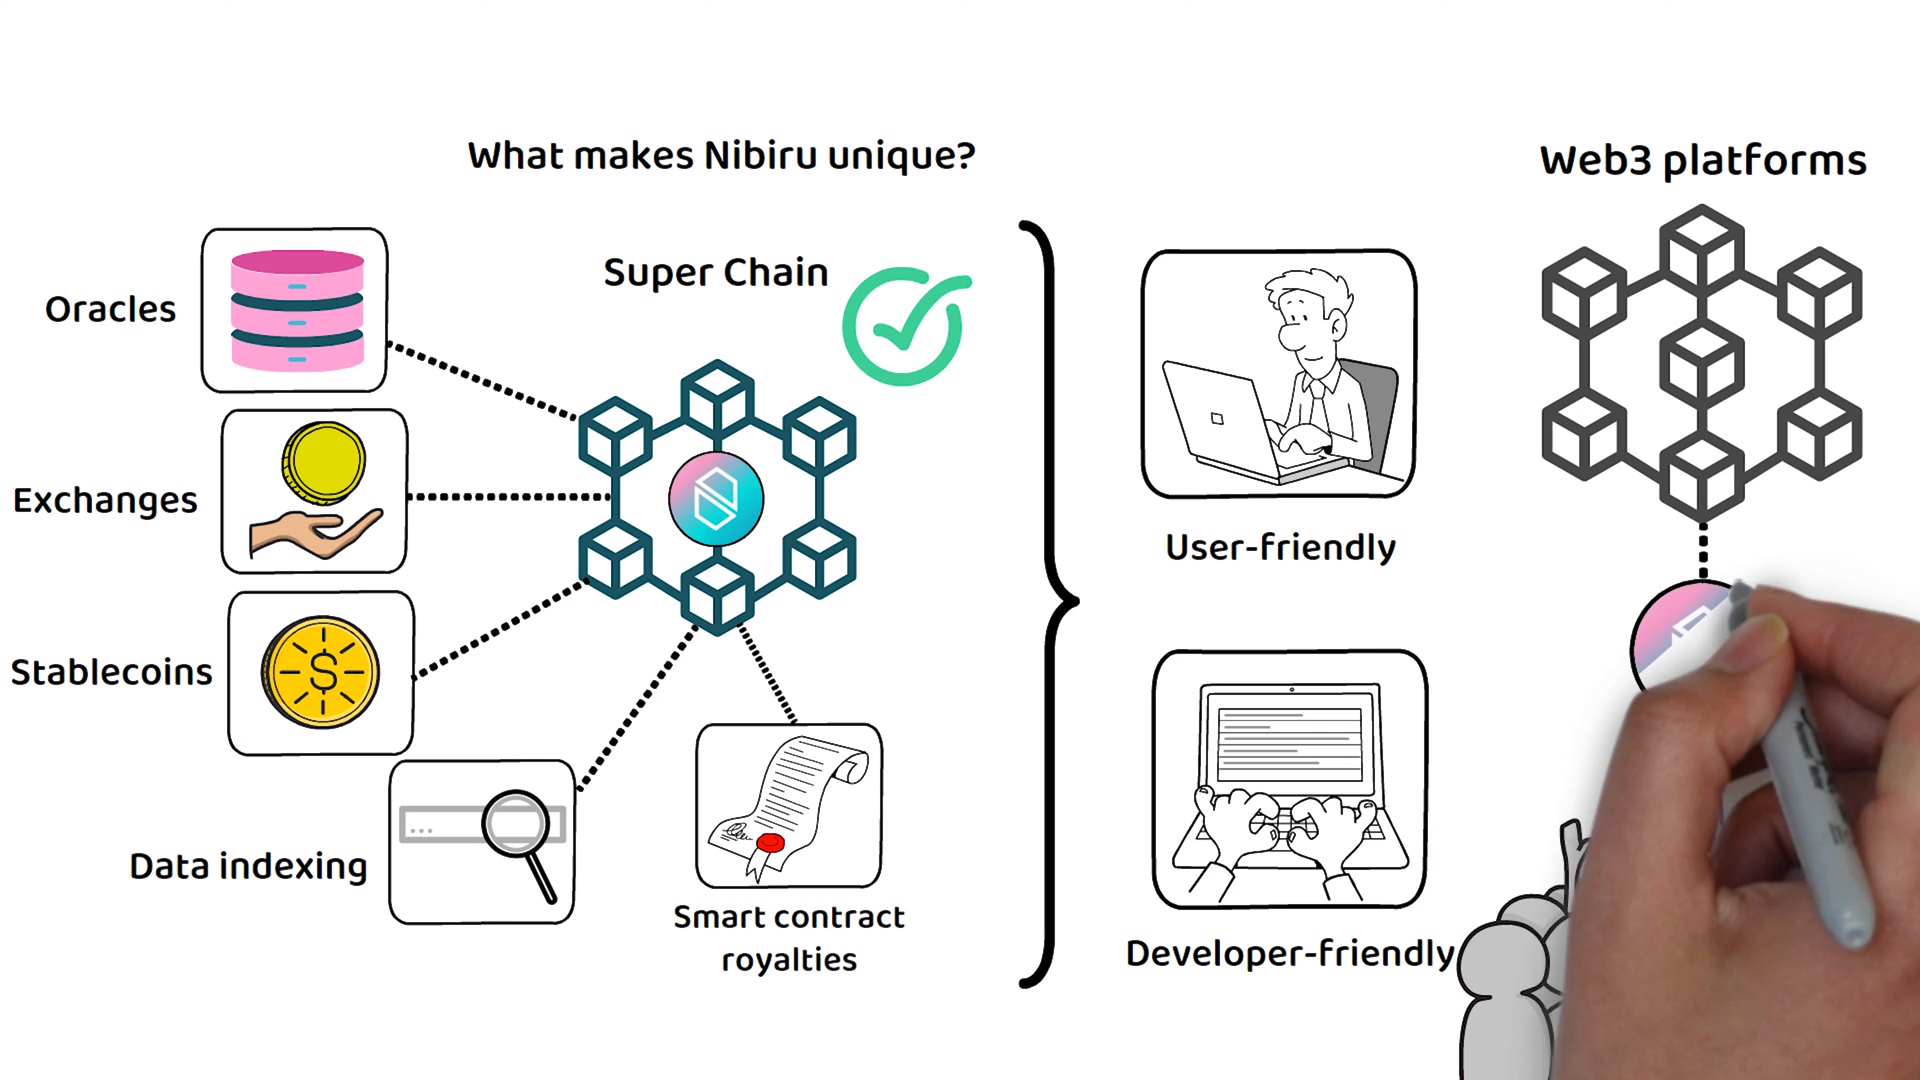 What makes Nibiru unique?
Web3 platforms
Super Chain
Oracles
Exchanges
Stablecoins
Data indexing
Smart contract
royalties
User-friendly
Developer-friendly